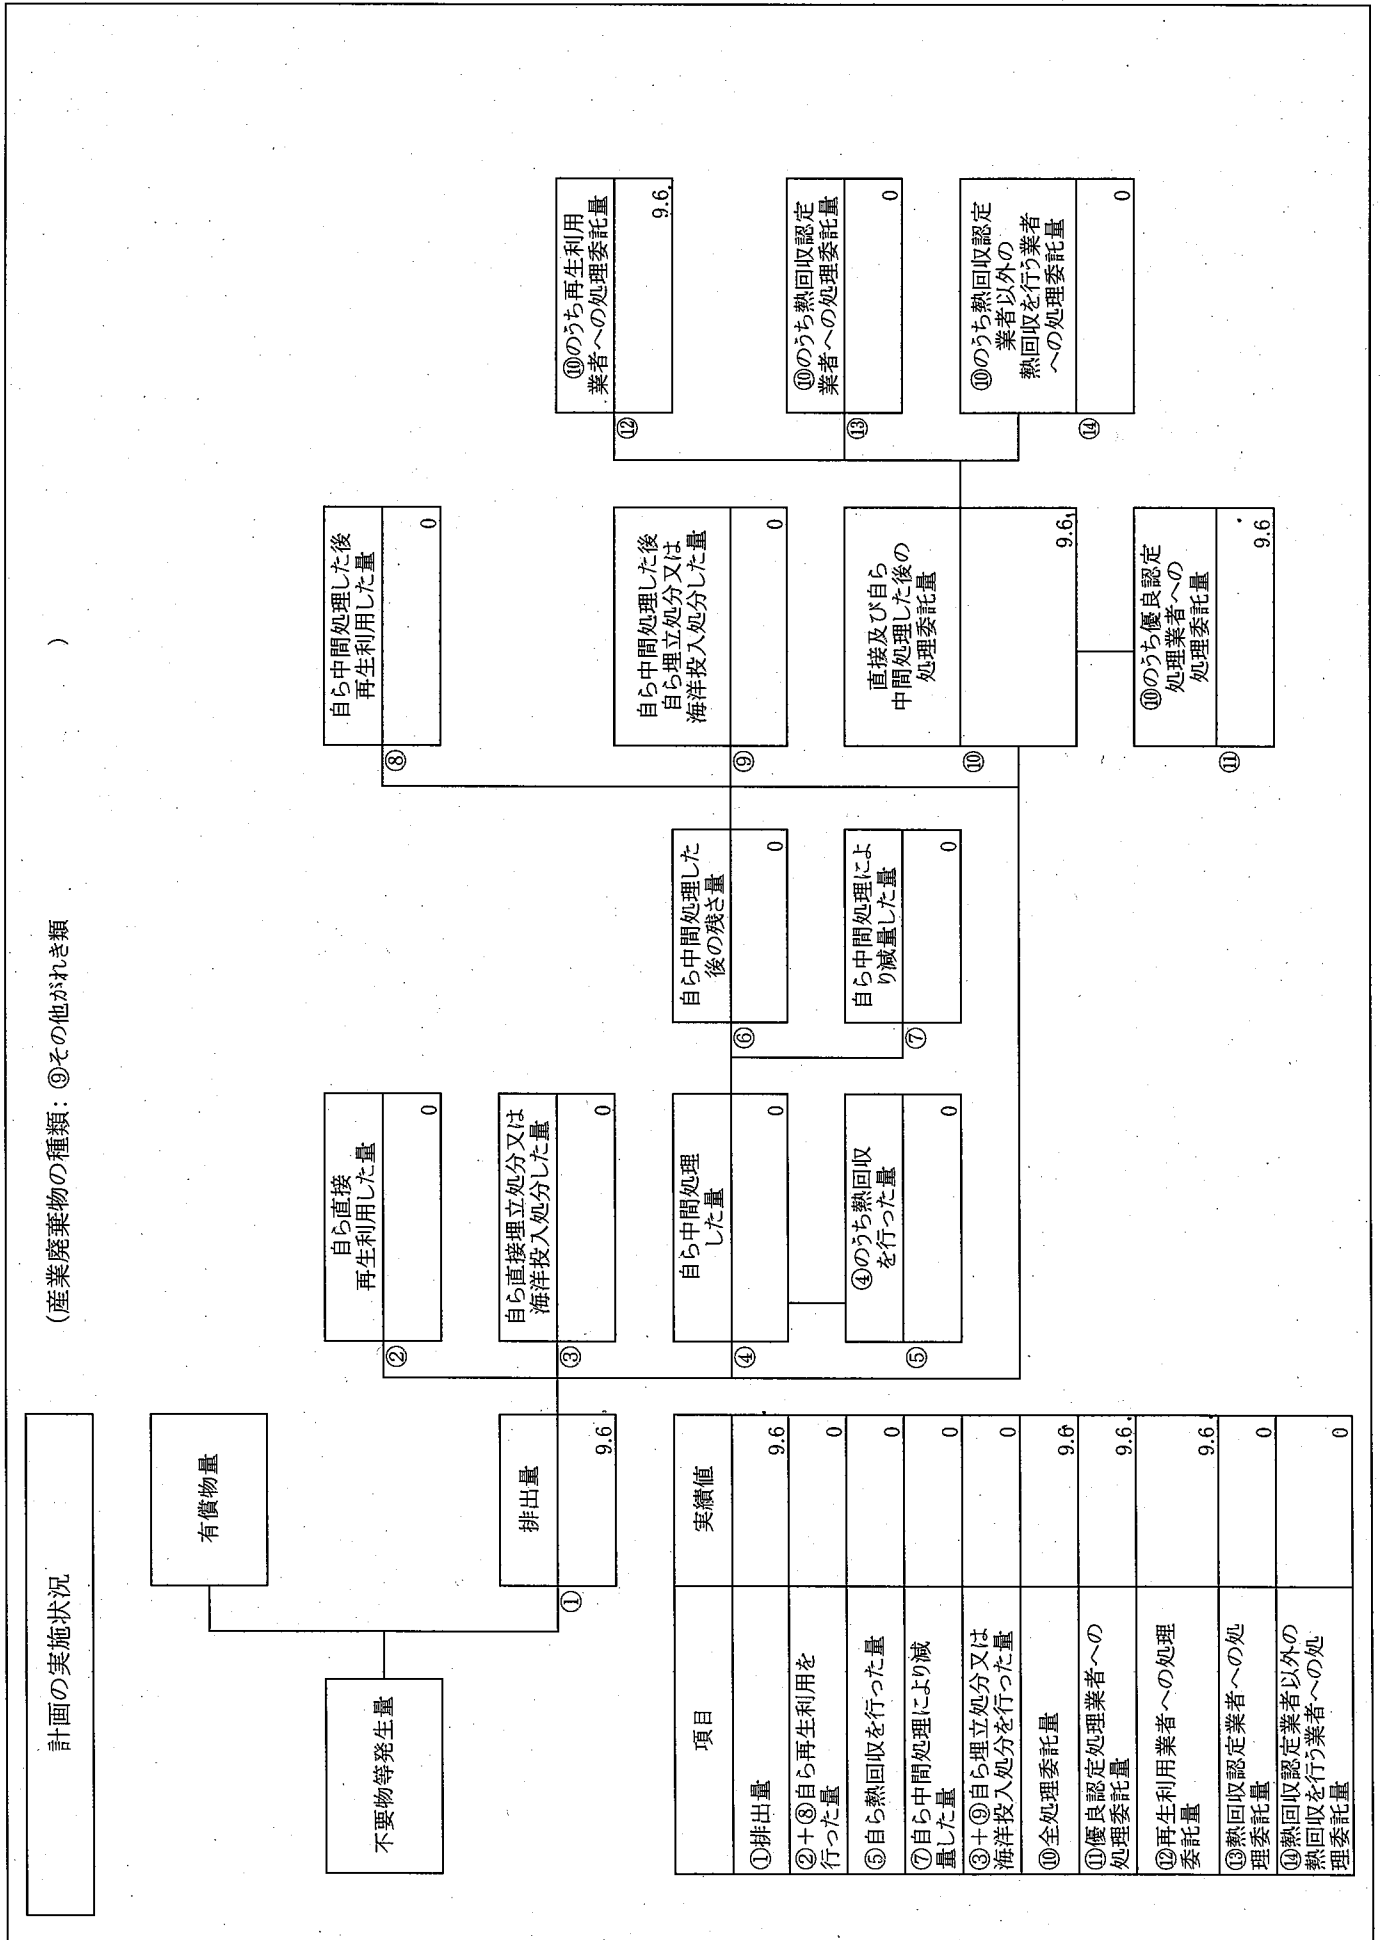 計画の実施状況
(産業廃棄物の種類：⑨その他がれき類
)
不要物等発生量
有償物量
①
排出量
9.6
②
自ら直接
再生利用した量
0
③
自ら直接埋立処分又は
海洋投入処分した量
0
④
自ら中間処理
した量
0
⑤
④のうち熱回収
を行った量
0
⑥
自ら中間処理した
後の残さ量
0
⑦
自ら中間処理によ
り減量した量
0
⑧
自ら中間処理した後
再生利用した量
0
⑨
自ら中間処理した後
自ら埋立処分又は
海洋投入処分した量
0
⑩
直接及び自ら
中間処理した後の
処理委託量
9.6
⑪
⑩のうち優良認定
処理業者への
処理委託量
9.6
⑫
⑩のうち再生利用
業者への処理委託量
9.6
⑬
⑩のうち熱回収認定
業者への処理委託量
0
⑭
⑩のうち熱回収認定
業者以外の
熱回収を行う業者
への処理委託量
0
項目 実績値
①排出量 9.6
②＋⑧自ら再生利用を
行った量 0
⑤自ら熱回収を行った量 0
⑦自ら中間処理により減
量した量 0
③＋⑨自ら埋立処分又は
海洋投入処分を行った量 0
⑩全処理委託量 9.6
⑪優良認定処理業者への
処理委託量 9.6
⑫再生利用業者への処理
委託量 9.6
⑬熱回収認定業者への処
理委託量 0
⑭熱回収認定業者以外の
熱回収を行う業者への処
理委託量 0